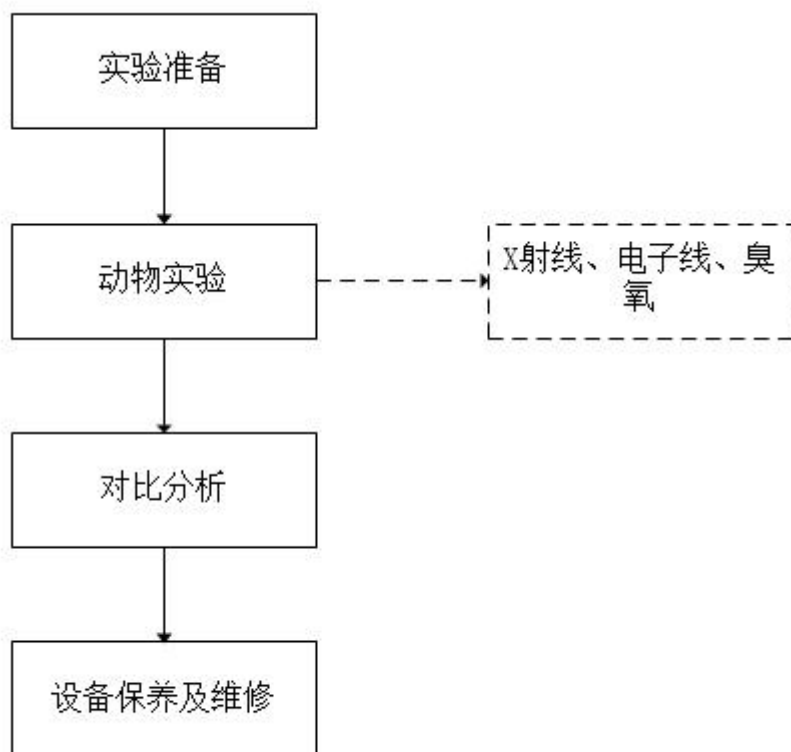 实验准备
动物实验
X射线、电子线、臭
氧
对比分析
设备保养及维修